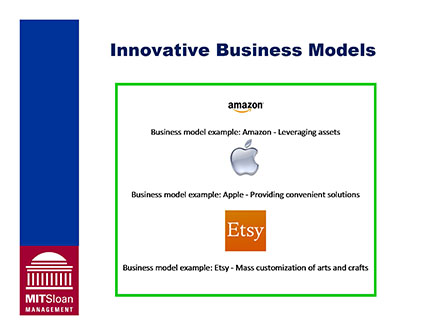 Innovative Business Models
amazon
Business model example: Amazon - Leveraging assets
Business model example: Apple - Providing convenient solutions
Etsy
Business model example: Etsy - Mass customization of arts and crafts
MITSloan
MANAGEMENT